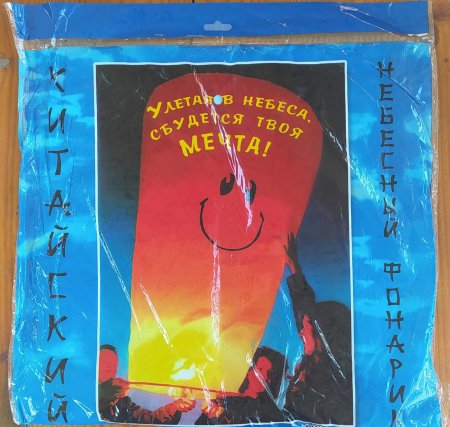 КИТАЙСКИЙ
УЛЕТАЯ В НЕБЕСА,
СБУДЕТСЯ ТВОЯ
МЕЧТА!
НЕБЕСНЫЙ ФОНАРИК